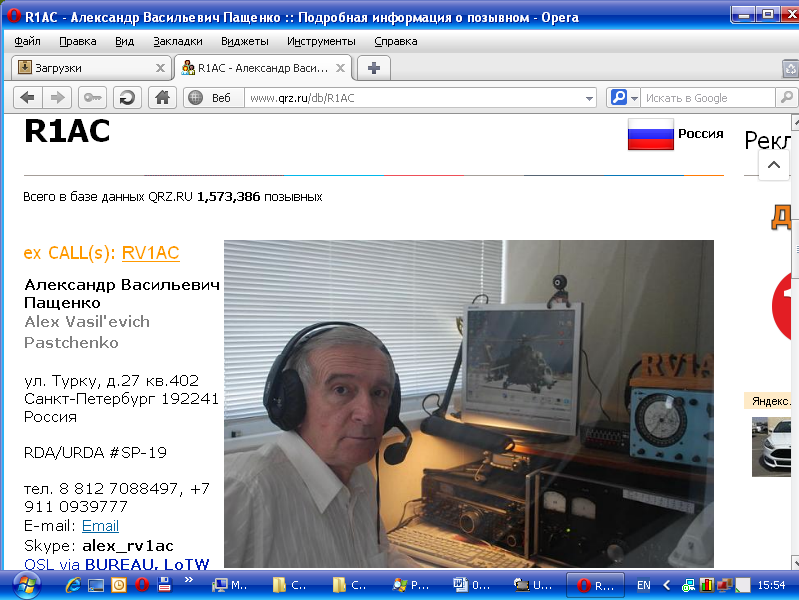 R1AC - Александр Васильевич Пащенко :: Подробная информация о позывном - Opera
Файл Правка Вид Закладки Виджеты Инструменты Справка
Загрузки R1AC - Александр Васи...
Веб www.qrz.ru/db/R1AC Искать в Google
R1AC
Россия
Всего в базе данных QRZ.RU 1,573,386 позывных
ex CALL(s): RV1AC
Александр Васильевич
Пащенко
Alex Vasil'evich
Pastchenko
ул. Турку, д.27 кв.402
Санкт-Петербург 192241
Россия
RDA/URDA #SP-19
тел. 8 812 7088497, +7
911 0939777
E-mail: Email
Skype: alex_rv1ac
QSL via BUREAU, LoTW
RV1A
Рекл
Д
Яндекс.
M.. C... C... P... 0... U... R... EN 15:54